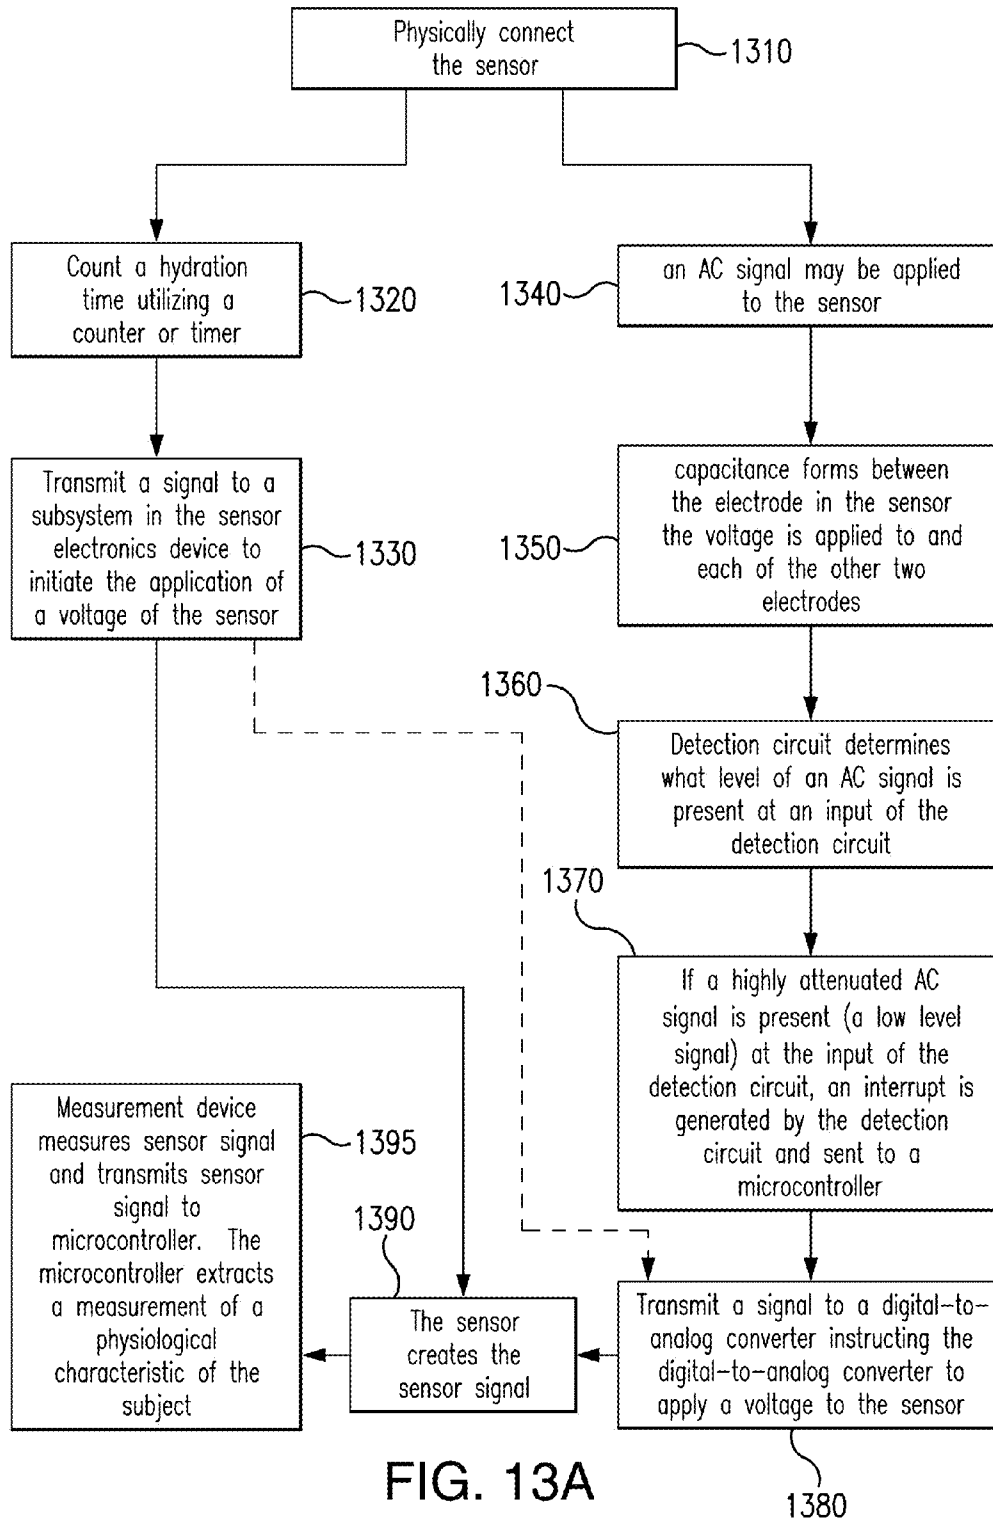 Physically connect
the sensor
1310
Count a hydration
time utilizing a
counter or timer
1320
an AC signal may be applied
to the sensor
1340
Transmit a signal to a
subsystem in the sensor
electronics device to
initiate the application of
a voltage of the sensor
1330
capacitance forms between
the electrode in the sensor
the voltage is applied to and
each of the other two
electrodes
1350
1360
Detection circuit determines
what level of an AC signal is
present at an input of the
detection circuit
1370
If a highly attenuated AC
signal is present (a low level
signal) at the input of the
detection circuit, an interrupt is
generated by the detection
circuit and sent to a
microcontroller
Measurement device
measures sensor signal
and transmits sensor
signal to
microcontroller. The
microcontroller extracts
a measurement of a
physiological
characteristic of the
subject
1395
1390
The sensor
creates the
sensor signal
Transmit a signal to a digital-to-
analog converter instructing the
digital-to-analog converter to
apply a voltage to the sensor
1380
FIG. 13A